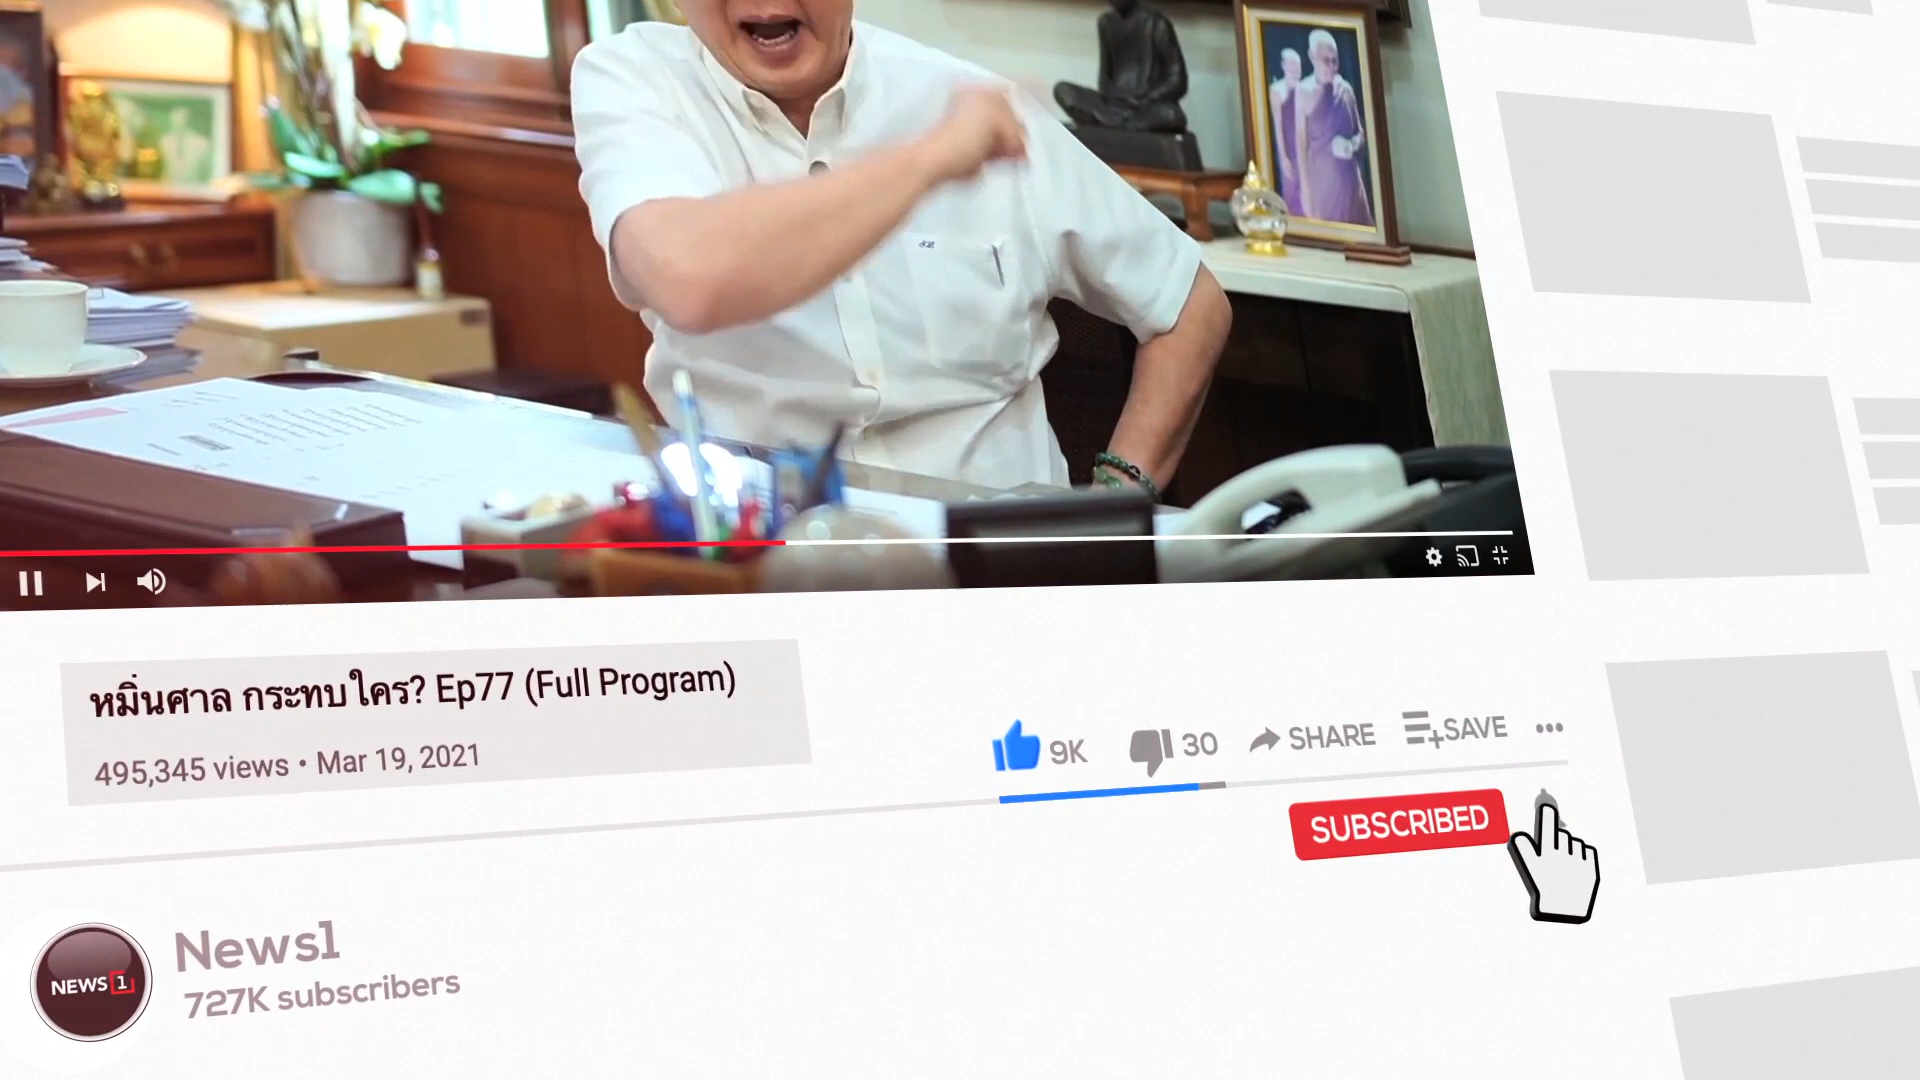 หมิ่นศาล กระทบใคร? Ep77 (Full Program)
495,345 views • Mar 19, 2021
9K
30
SHARE
SAVE
SUBSCRIBED
NEWS 1
News1
727K subscribers